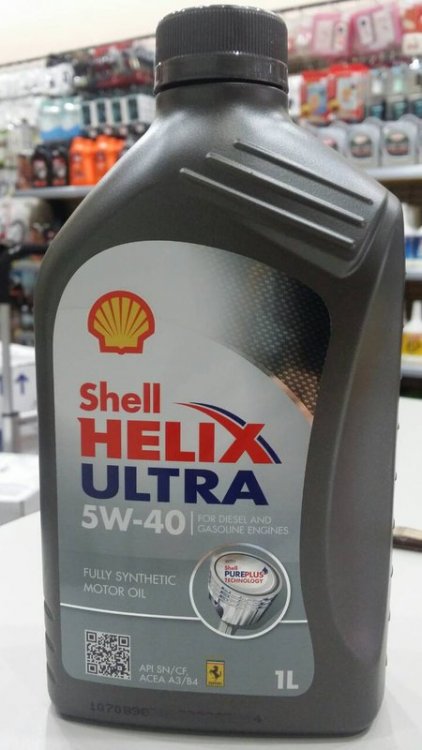 Shell
HELIX
ULTRA
5W-40
FOR DIESEL AND
GASOLINE ENGINES
FULLY SYNTHETIC
MOTOR OIL
Shell
PUREPLUS
TECHNOLOGY
API SN/CF,
ACEA A3/B4
1L